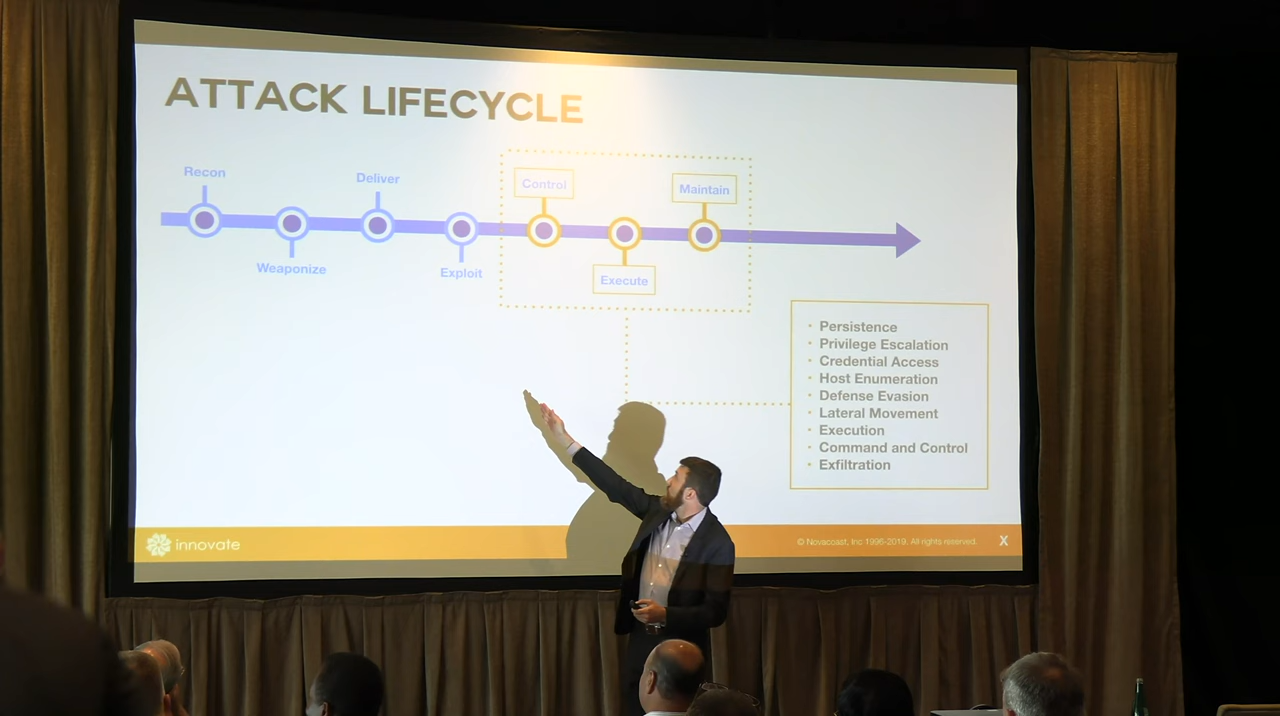 ATTACK LIFECYCLE
Recon
Deliver
Control
Maintain
Weaponize
Exploit
Execute
· Persistence
· Privilege Escalation
· Credential Access
· Host Enumeration
· Defense Evasion
· Lateral Movement
· Execution
· Command and Control
· Exfiltration
innovate
© Novacoast, Inc 1996-2019. All rights reserved.
X